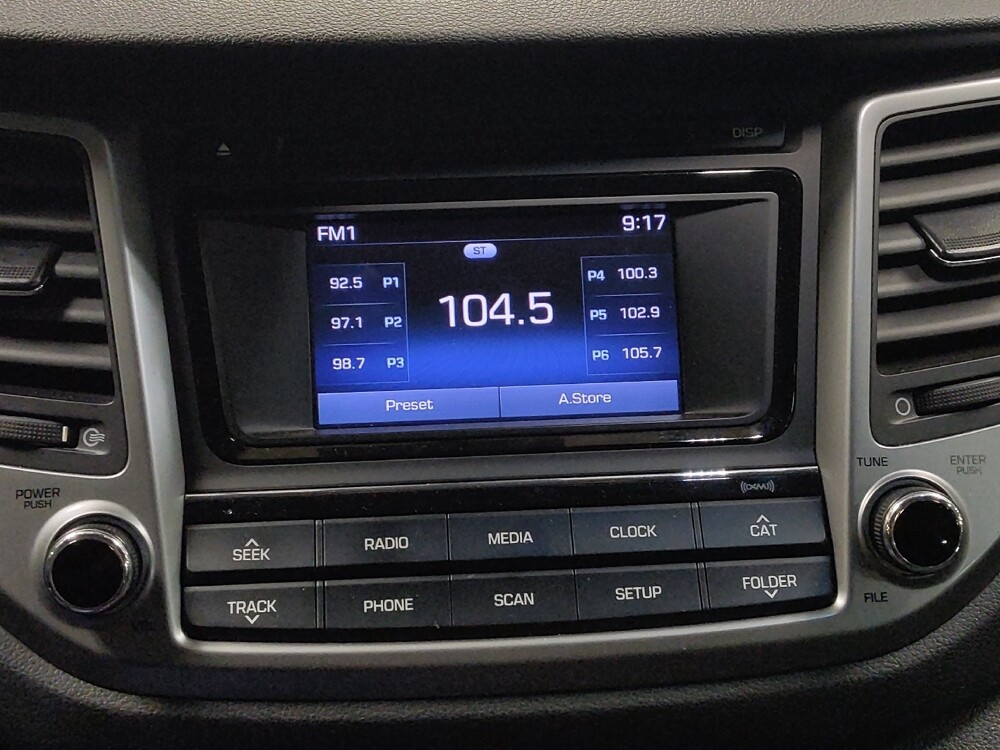 DISP
FM1 9:17
ST
92.5 P1
97.1 P2
98.7 P3
104.5
P4 100.3
P5 102.9
P6 105.7
Preset A.Store
POWER
PUSH
TUNE
ENTER
PUSH
((XM))
SEEK RADIO MEDIA CLOCK CAT
TRACK PHONE SCAN SETUP FOLDER
VOL
FILE